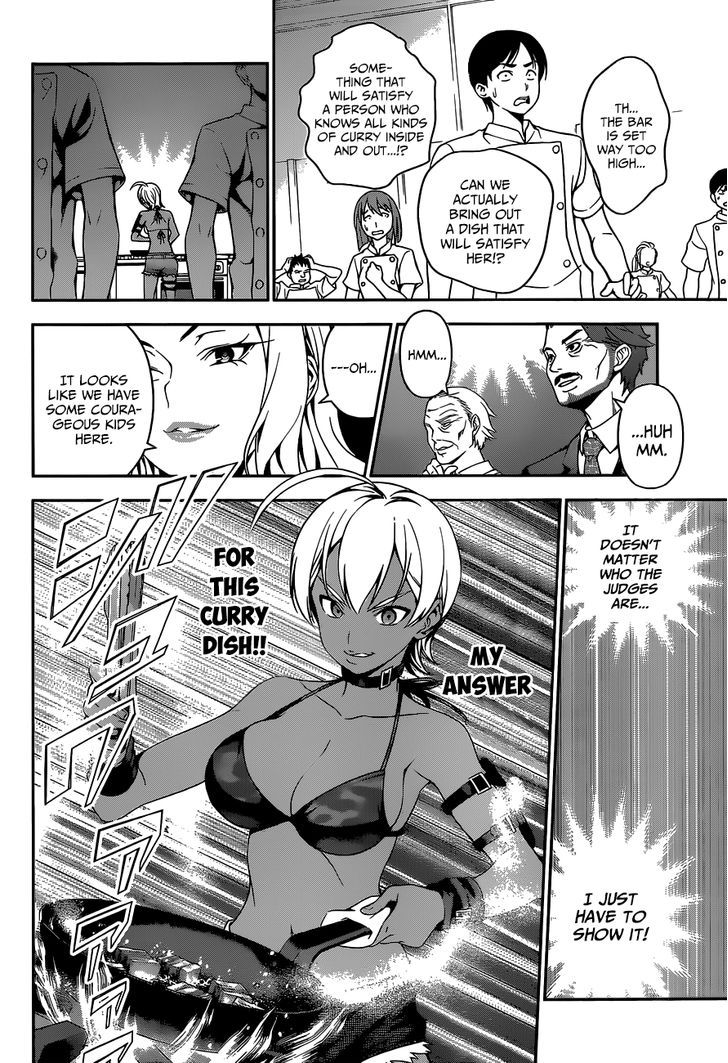 TH...
THE BAR
IS SET
WAY TOO
HIGH...
SOME-
THING THAT
WILL SATISFY
A PERSON WHO
KNOWS ALL KINDS
OF CURRY INSIDE
AND OUT...!?
CAN WE
ACTUALLY
BRING OUT
A DISH THAT
WILL SATISFY
HER!?
...HUH
MM.
HMM...
---OH...
IT LOOKS
LIKE WE HAVE
SOME COURA-
GEOUS KIDS
HERE.
IT
DOESN'T
MATTER
WHO THE
JUDGES
ARE...
I JUST
HAVE TO
SHOW IT!
MY
ANSWER
FOR
THIS
CURRY
DISH!!